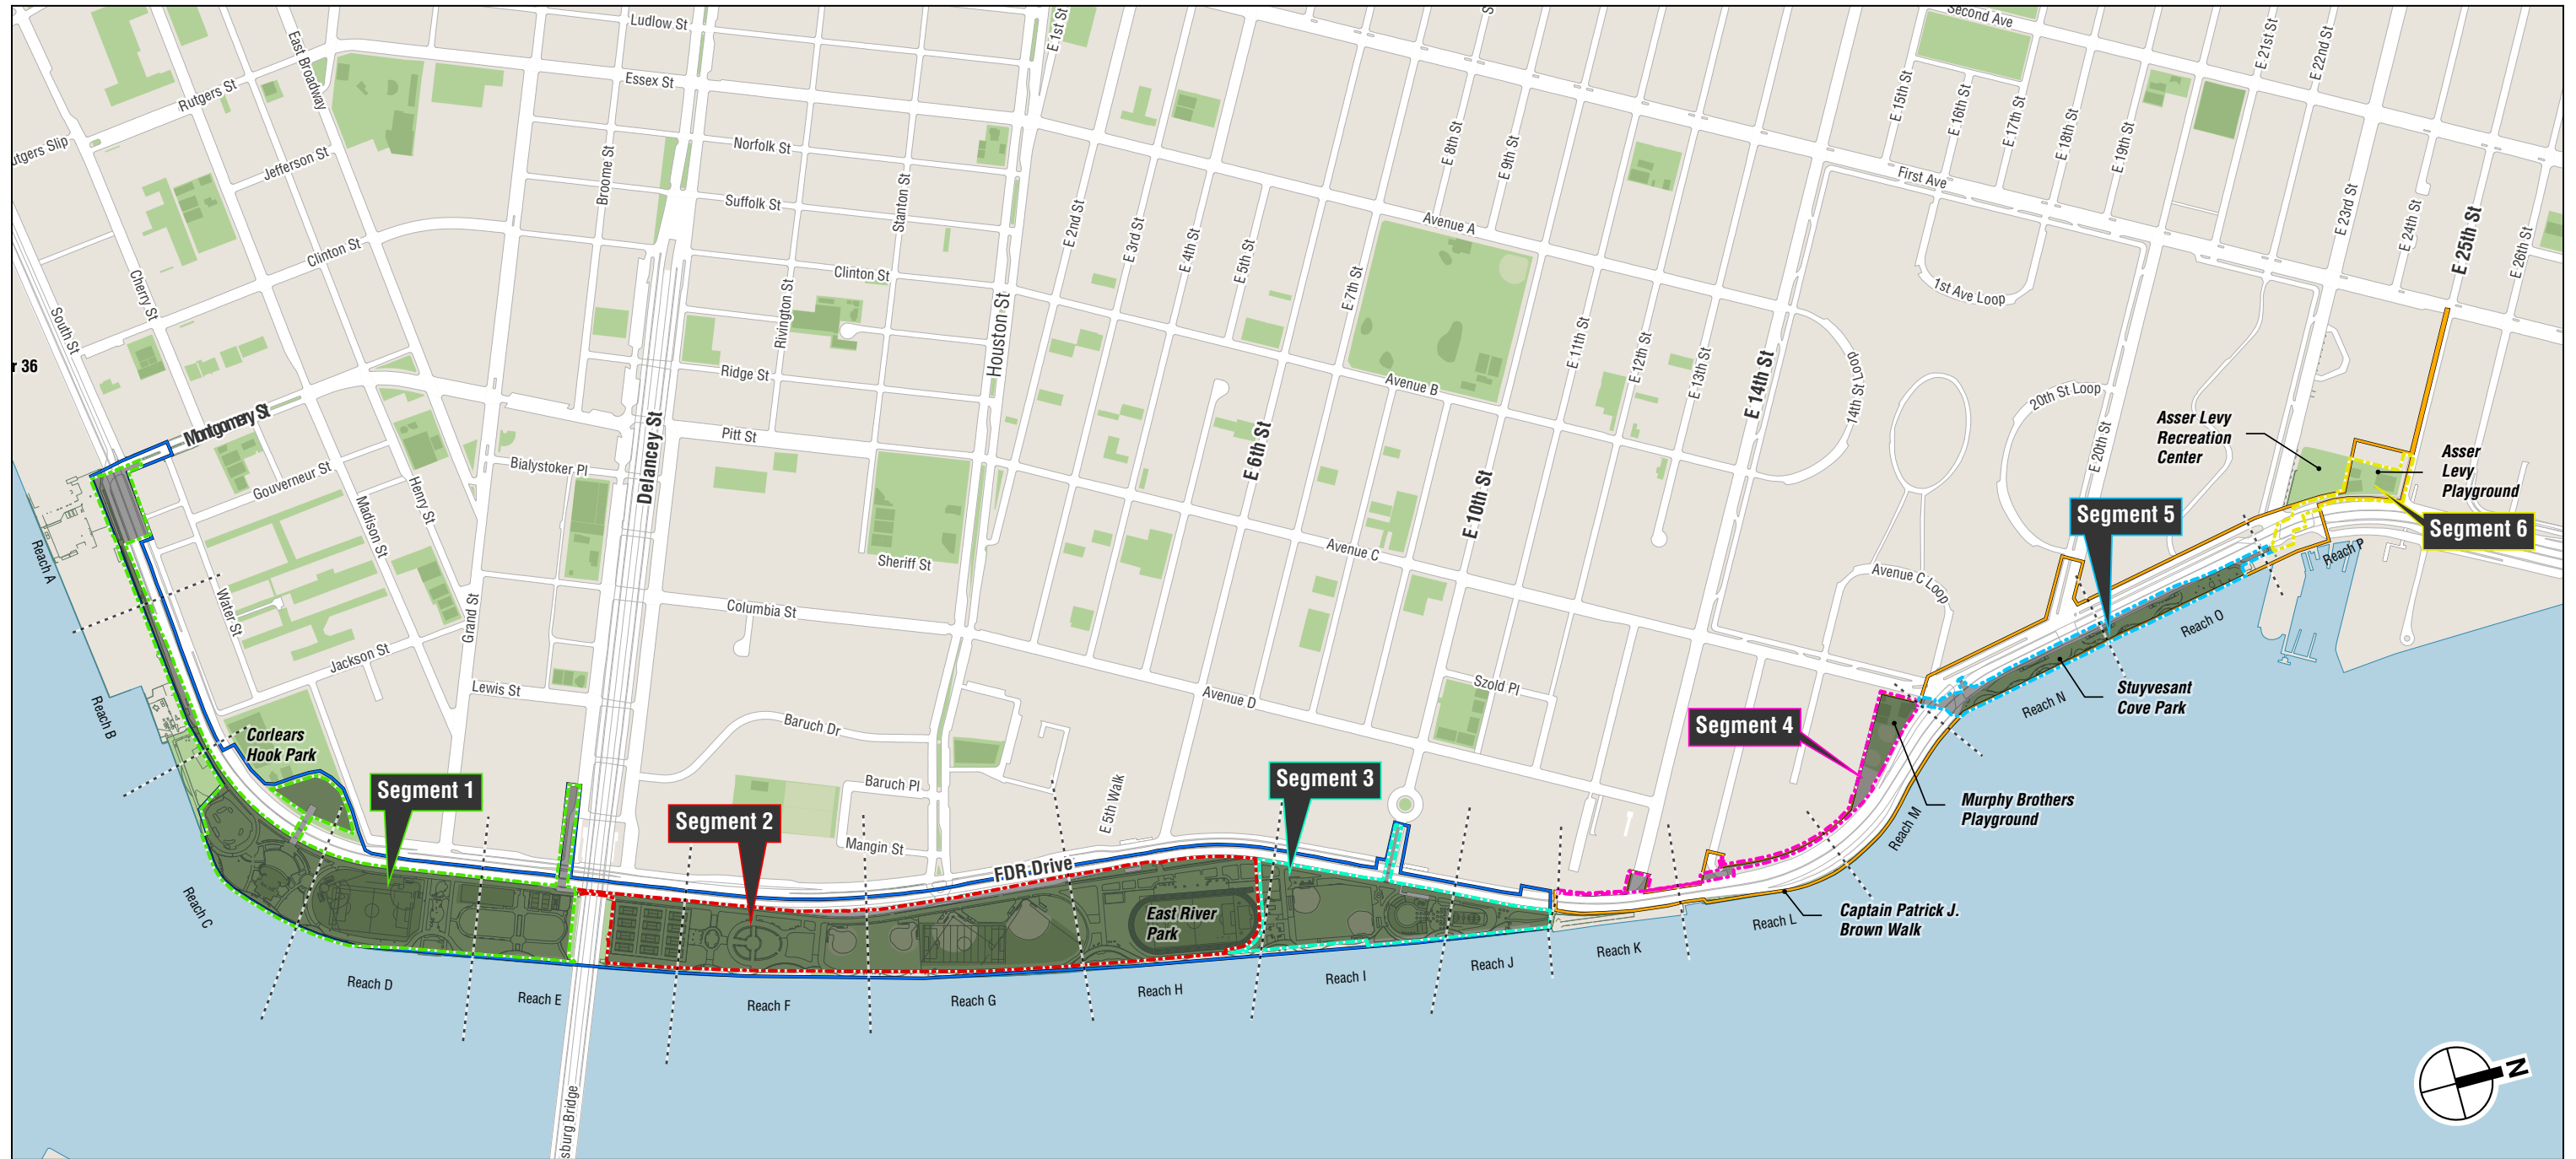 Ludlow St
Second Ave
East Broadway
E 1st St
E 21st St
E 22nd St
Essex St
Rutgers St
E 15th St
E 16th St
E 17th St
E 18th St
E 19th St
Norfolk St
E 8th St
E 9th St
utgers Slip
Jefferson St
Broome St
Suffolk St
Stanton St
First Ave
E 23rd St
E 24th St
E 25th St
E 26th St
Avenue A
E 2nd St
E 3rd St
E 4th St
E 5th St
E 7th St
Clinton St
Clinton St
Cherry St
South St
Rivington St
Houston St
1st Ave Loop
E 11th St
E 12th St
E 13th St
E 14th St
14th St Loop
r 36
Ridge St
Avenue B
20th St Loop
E 20th St
Asser Levy
Recreation
Center
Asser
Levy
Playground
Montgomery St
Delancey St
Pitt St
E 6th St
E 10th St
Bialystoker Pl
Gouverneur St
Madison St
Henry St
Segment 5
Segment 6
Reach A
Sheriff St
Avenue C
Reach P
Avenue C Loop
Water St
Grand St
Columbia St
Reach O
Jackson St
Lewis St
Szold Pl
Avenue D
Stuyvesant
Cove Park
Reach N
Reach B
Corlears
Hook Park
Baruch Dr
Segment 4
Baruch Pl
E 5th Walk
Segment 1
Segment 2
Segment 3
Murphy Brothers
Playground
Reach M
Mangin St
FDR Drive
East River
Park
Captain Patrick J.
Brown Walk
Reach C
Reach L
Reach K
Reach D
Reach E
Reach F
Reach G
Reach H
Reach I
Reach J
sburg Bridge
N